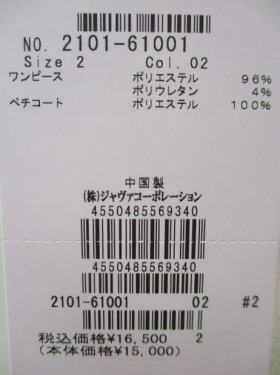 NO. 2101-61001
Size 2 Col. 02
ワンピース ポリエステル 96%
ポリウレタン 4%
ペチコート ポリエステル 100%
中国製
(株)ジャヴァコーポレーション
4550485569340
4550485569340
2101-61001 02 #2
税込価格¥16,500 2
(本体価格¥15,000)